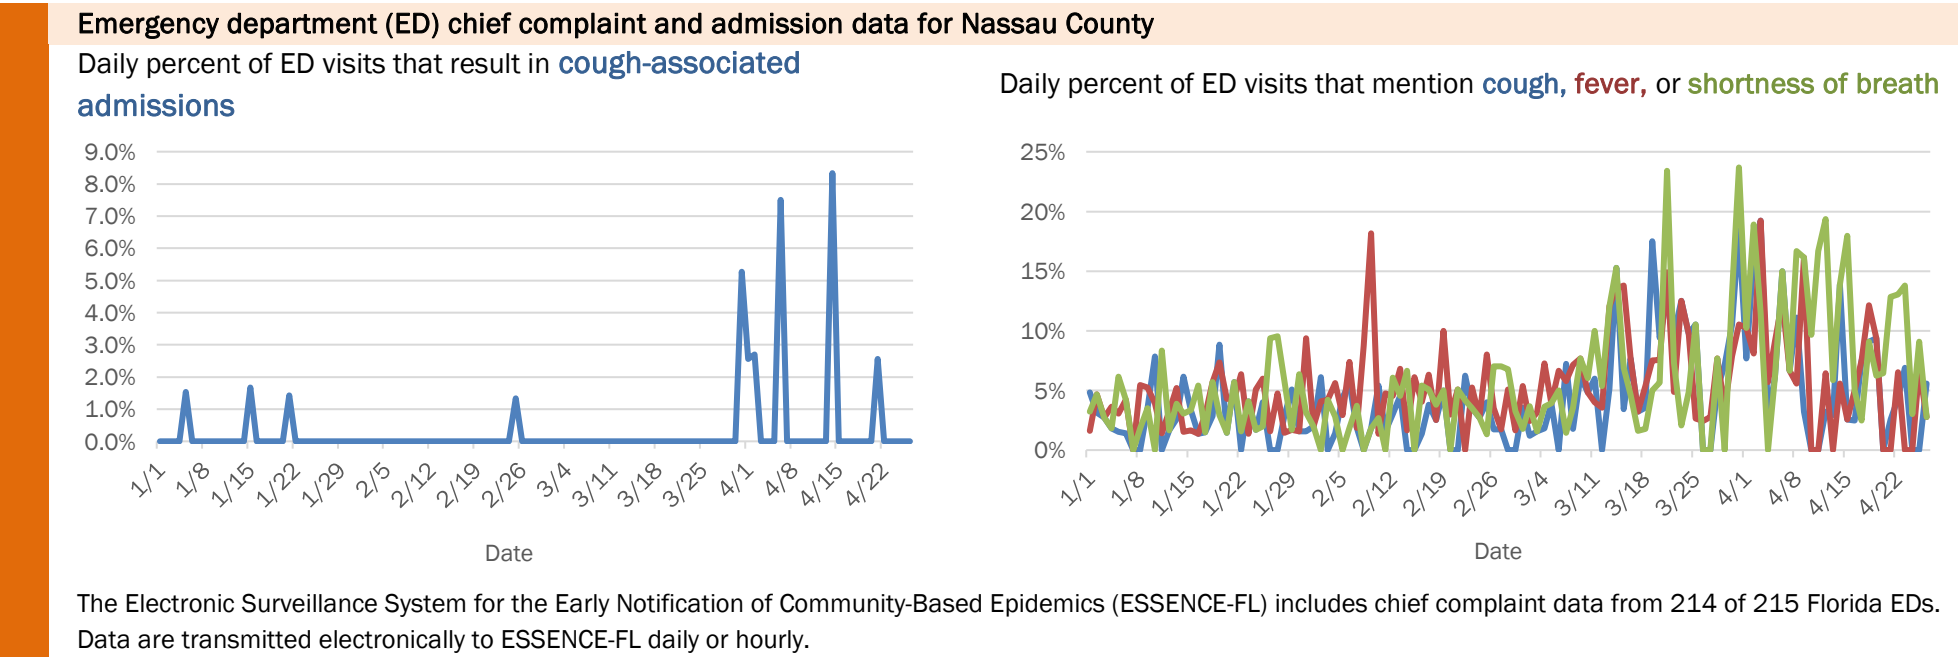 Emergency department (ED) chief complaint and admission data for Nassau County
Daily percent of ED visits that result in cough-associated
admissions
9.0%
8.0%
7.0%
6.0%
5.0%
4.0%
3.0%
2.0%
1.0%
0.0%
1/1 1/8 1/15 1/22 1/29 2/5 2/12 2/19 2/26 3/4 3/11 3/18 3/25 4/1 4/8 4/15 4/22
Date
Daily percent of ED visits that mention cough, fever, or shortness of breath
25%
20%
15%
10%
5%
0%
1/1 1/8 1/15 1/22 1/29 2/5 2/12 2/19 2/26 3/4 3/11 3/18 3/25 4/1 4/8 4/15 4/22
Date
The Electronic Surveillance System for the Early Notification of Community-Based Epidemics (ESSENCE-FL) includes chief complaint data from 214 of 215 Florida EDs.
Data are transmitted electronically to ESSENCE-FL daily or hourly.